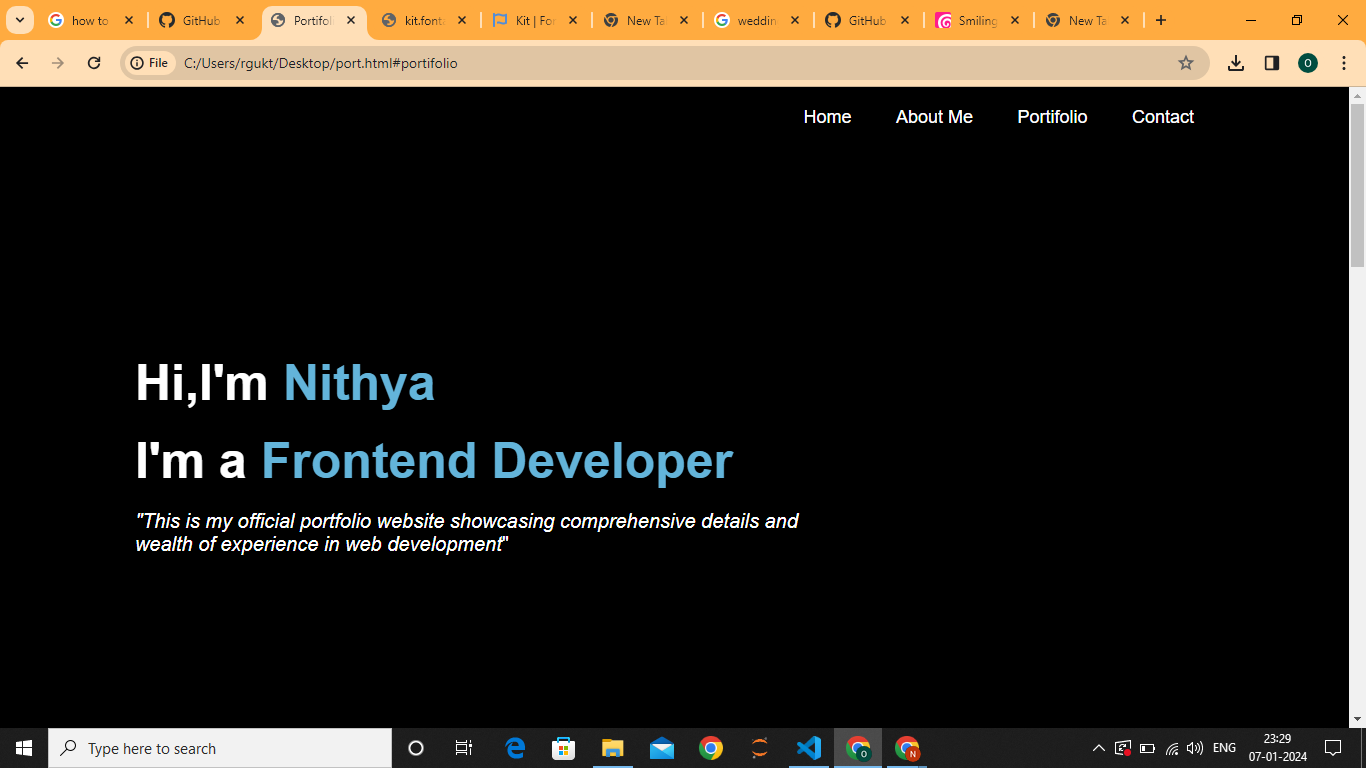 how to
GitHub
Portfol
kit.fonta
Kit | For
New Ta
weddin
GitHub
Smiling
New Ta
File
C:/Users/rgukt/Desktop/port.html#portifolio
O
Home
About Me
Portifolio
Contact
Hi,I'm Nithya
I'm a Frontend Developer
"This is my official portfolio website showcasing comprehensive details and
wealth of experience in web development"
Type here to search
O
N
ENG
23:29
07-01-2024